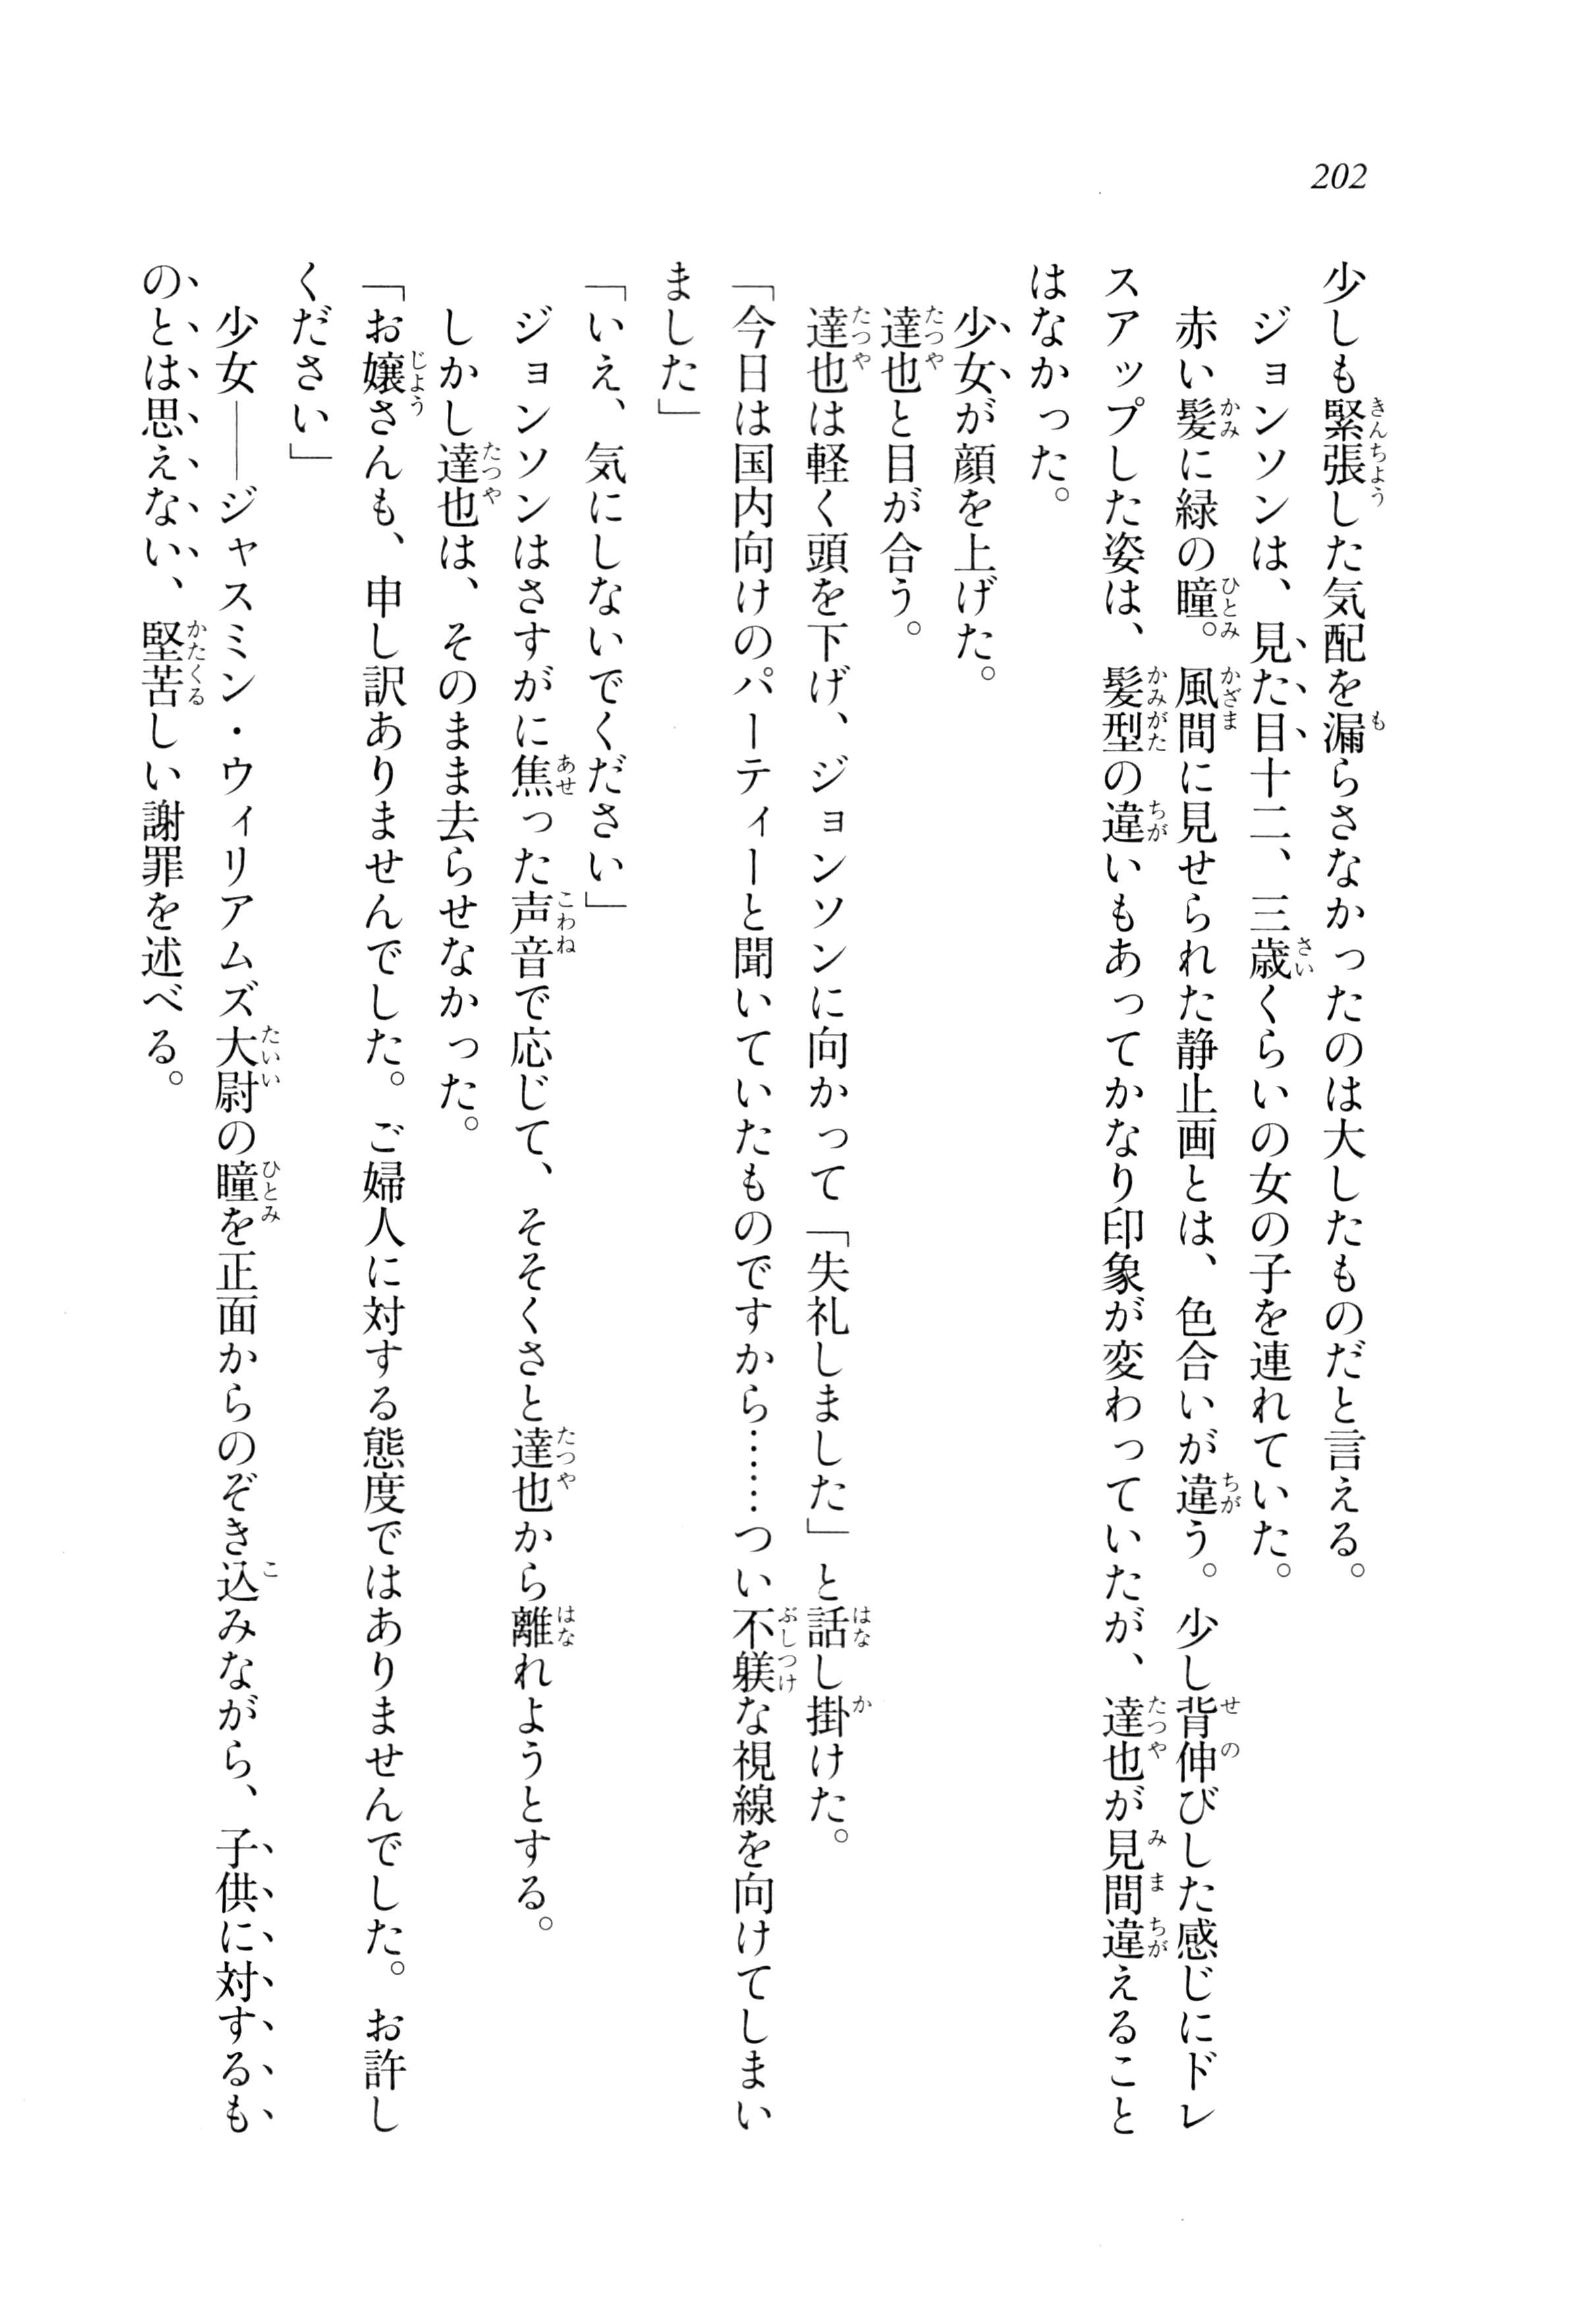 202
少しも緊張した気配を漏らさなかったのは大したものだと言える。
ジョンソンは、見た目十二、三歳くらいの女の子を連れていた。
赤い髪に緑の瞳。風間に見せられた静止画とは、色合いが違う。少し背伸びした感じにドレ
スアップした姿は、髪型の違いもあってかなり印象が変わっていたが、達也が見間違えること
はなかった。
少女が顔を上げた。
達也と目が合う。
達也は軽く頭を下げ、ジョンソンに向かって「失礼しました」と話し掛けた。
「今日は国内向けのパーティーと聞いていたものですから……つい不躾な視線を向けてしまい
ました」
「いえ、気にしないでください」
ジョンソンはさすがに焦った声音で応じて、そそくさと達也から離れようとする。
しかし達也は、そのまま去らせなかった。
「お嬢さんも、申し訳ありませんでした。ご婦人に対する態度ではありませんでした。お許し
ください」
少女――ジャスミン・ウィリアムズ大尉の瞳を正面からのぞき込みながら、子供に対するも
のとは思えない、堅苦しい謝罪を述べる。